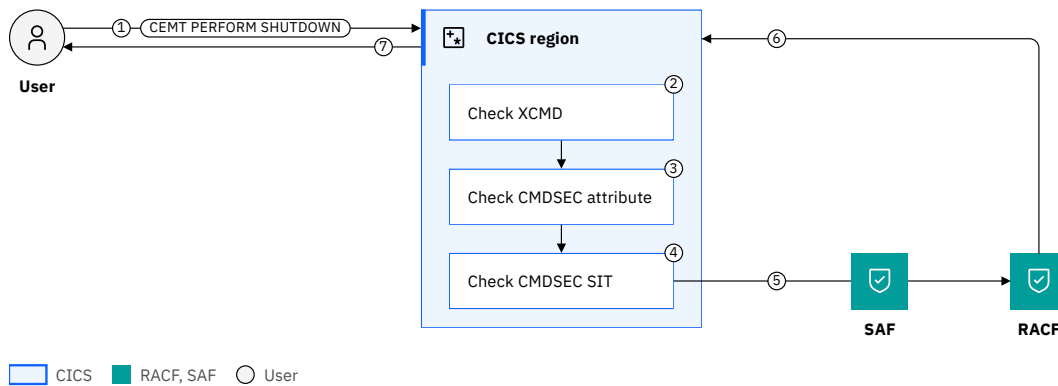 1 CEMT PERFORM SHUTDOWN
7
User
CICS region
6
2
Check XCMD
3
Check CMDSEC attribute
4
Check CMDSEC SIT
5
SAF
RACF
CICS RACF, SAF User